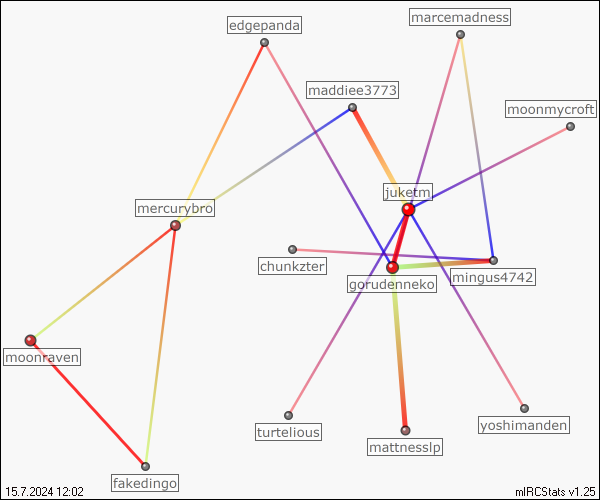 marcemadness
edgepanda
maddiee3773
moonmycroft
juketm
mercurybro
chunkzter
mingus4742
gorudenneko
moonraven
turtelious
yoshimanden
mattnesslp
fakedingo
15.7.2024 12:02
mIRCStats v1.25